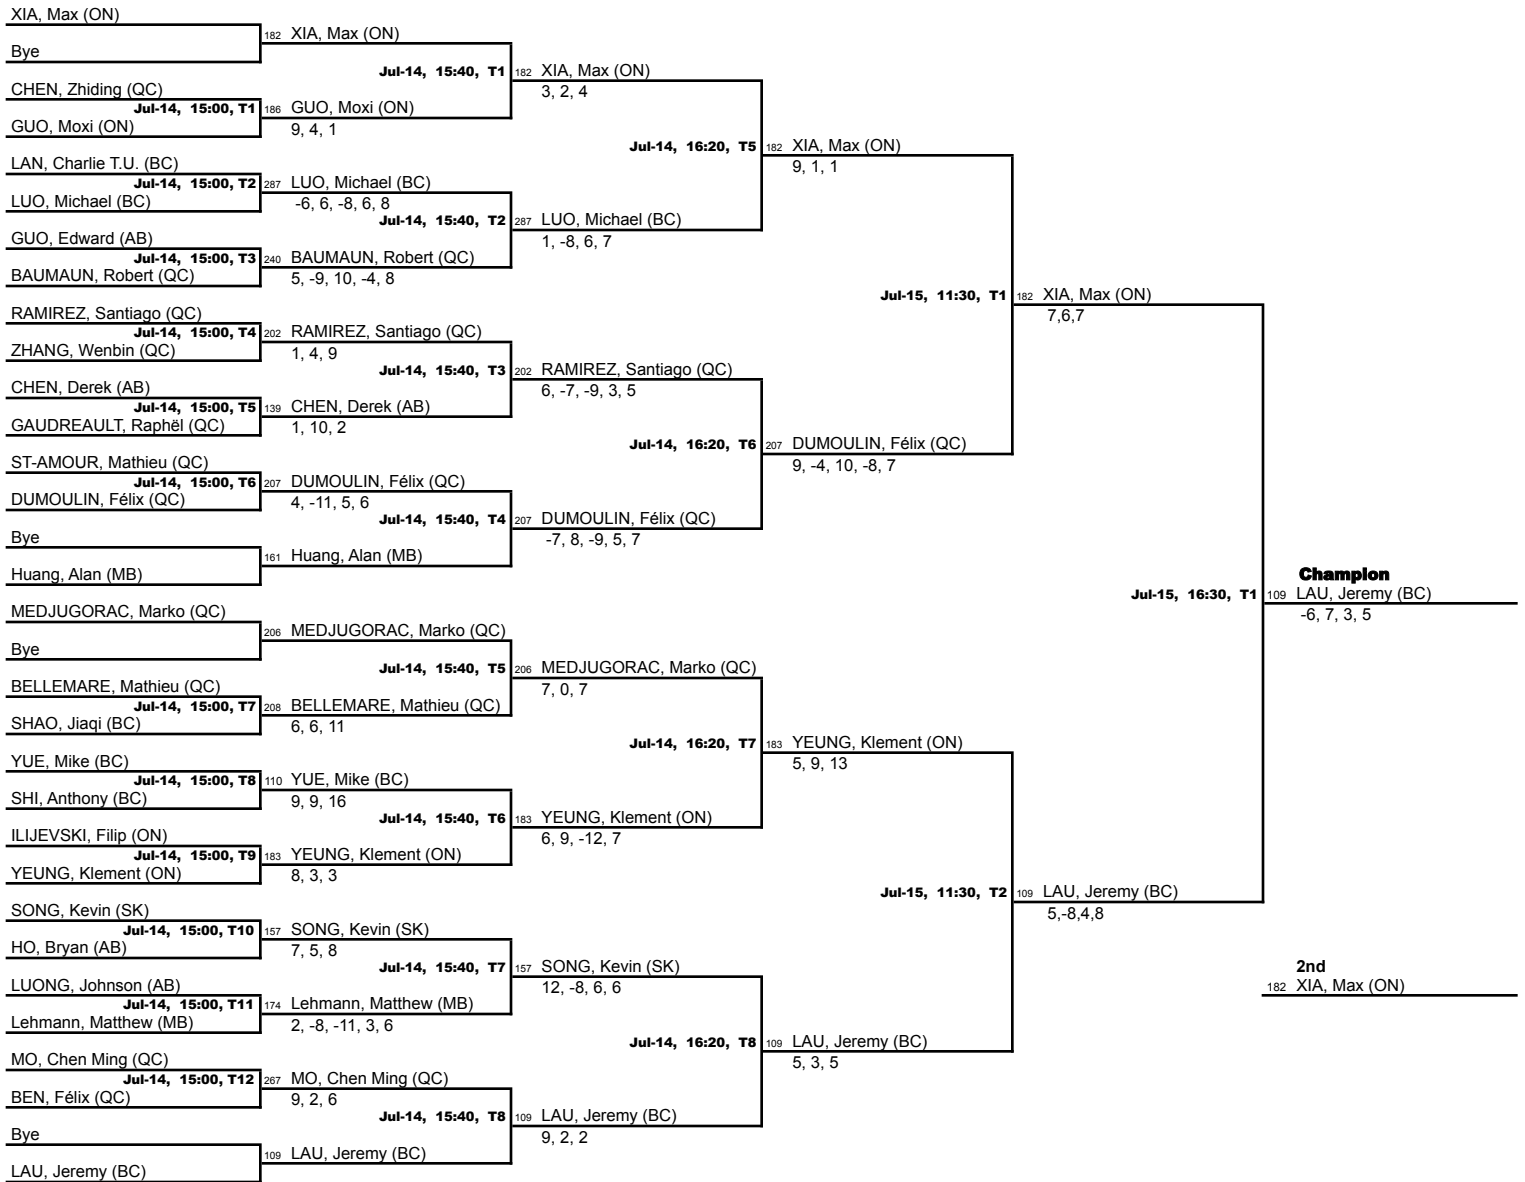 XIA, Max (ON)
182 XIA, Max (ON)
Bye
Jul-14, 15:40, T1 182 XIA, Max (ON)
3, 2, 4
CHEN, Zhiding (QC)
Jul-14, 15:00, T1 186 GUO, Moxi (ON)
GUO, Moxi (ON)
9, 4, 1
Jul-14, 16:20, T5 182 XIA, Max (ON)
9, 1, 1
LAN, Charlie T.U. (BC)
Jul-14, 15:00, T2 287 LUO, Michael (BC)
LUO, Michael (BC)
-6, 6, -8, 6, 8
Jul-14, 15:40, T2 287 LUO, Michael (BC)
1, -8, 6, 7
GUO, Edward (AB)
Jul-14, 15:00, T3 240 BAUMAUN, Robert (QC)
BAUMAUN, Robert (QC)
5, -9, 10, -4, 8
Jul-15, 11:30, T1 182 XIA, Max (ON)
7,6,7
RAMIREZ, Santiago (QC)
Jul-14, 15:00, T4 202 RAMIREZ, Santiago (QC)
ZHANG, Wenbin (QC)
1, 4, 9
Jul-14, 15:40, T3 202 RAMIREZ, Santiago (QC)
6, -7, -9, 3, 5
CHEN, Derek (AB)
Jul-14, 15:00, T5 139 CHEN, Derek (AB)
GAUDREAULT, Raphël (QC)
1, 10, 2
Jul-14, 16:20, T6 207 DUMOULIN, Félix (QC)
9, -4, 10, -8, 7
ST-AMOUR, Mathieu (QC)
Jul-14, 15:00, T6 207 DUMOULIN, Félix (QC)
DUMOULIN, Félix (QC)
4, -11, 5, 6
Jul-14, 15:40, T4 207 DUMOULIN, Félix (QC)
-7, 8, -9, 5, 7
Bye
161 Huang, Alan (MB)
Huang, Alan (MB)
Champion
Jul-15, 16:30, T1 109 LAU, Jeremy (BC)
-6, 7, 3, 5
MEDJUGORAC, Marko (QC)
206 MEDJUGORAC, Marko (QC)
Bye
Jul-14, 15:40, T5 206 MEDJUGORAC, Marko (QC)
7, 0, 7
BELLEMARE, Mathieu (QC)
Jul-14, 15:00, T7 208 BELLEMARE, Mathieu (QC)
SHAO, Jiaqi (BC)
6, 6, 11
Jul-14, 16:20, T7 183 YEUNG, Klement (ON)
5, 9, 13
YUE, Mike (BC)
Jul-14, 15:00, T8 110 YUE, Mike (BC)
SHI, Anthony (BC)
9, 9, 16
Jul-14, 15:40, T6 183 YEUNG, Klement (ON)
6, 9, -12, 7
ILIJEVSKI, Filip (ON)
Jul-14, 15:00, T9 183 YEUNG, Klement (ON)
YEUNG, Klement (ON)
8, 3, 3
Jul-15, 11:30, T2 109 LAU, Jeremy (BC)
5,-8,4,8
SONG, Kevin (SK)
Jul-14, 15:00, T10 157 SONG, Kevin (SK)
HO, Bryan (AB)
7, 5, 8
Jul-14, 15:40, T7 157 SONG, Kevin (SK)
12, -8, 6, 6
2nd
182 XIA, Max (ON)
LUONG, Johnson (AB)
Jul-14, 15:00, T11 174 Lehmann, Matthew (MB)
Lehmann, Matthew (MB)
2, -8, -11, 3, 6
Jul-14, 16:20, T8 109 LAU, Jeremy (BC)
5, 3, 5
MO, Chen Ming (QC)
Jul-14, 15:00, T12 267 MO, Chen Ming (QC)
BEN, Félix (QC)
9, 2, 6
Jul-14, 15:40, T8 109 LAU, Jeremy (BC)
9, 2, 2
Bye
109 LAU, Jeremy (BC)
LAU, Jeremy (BC)